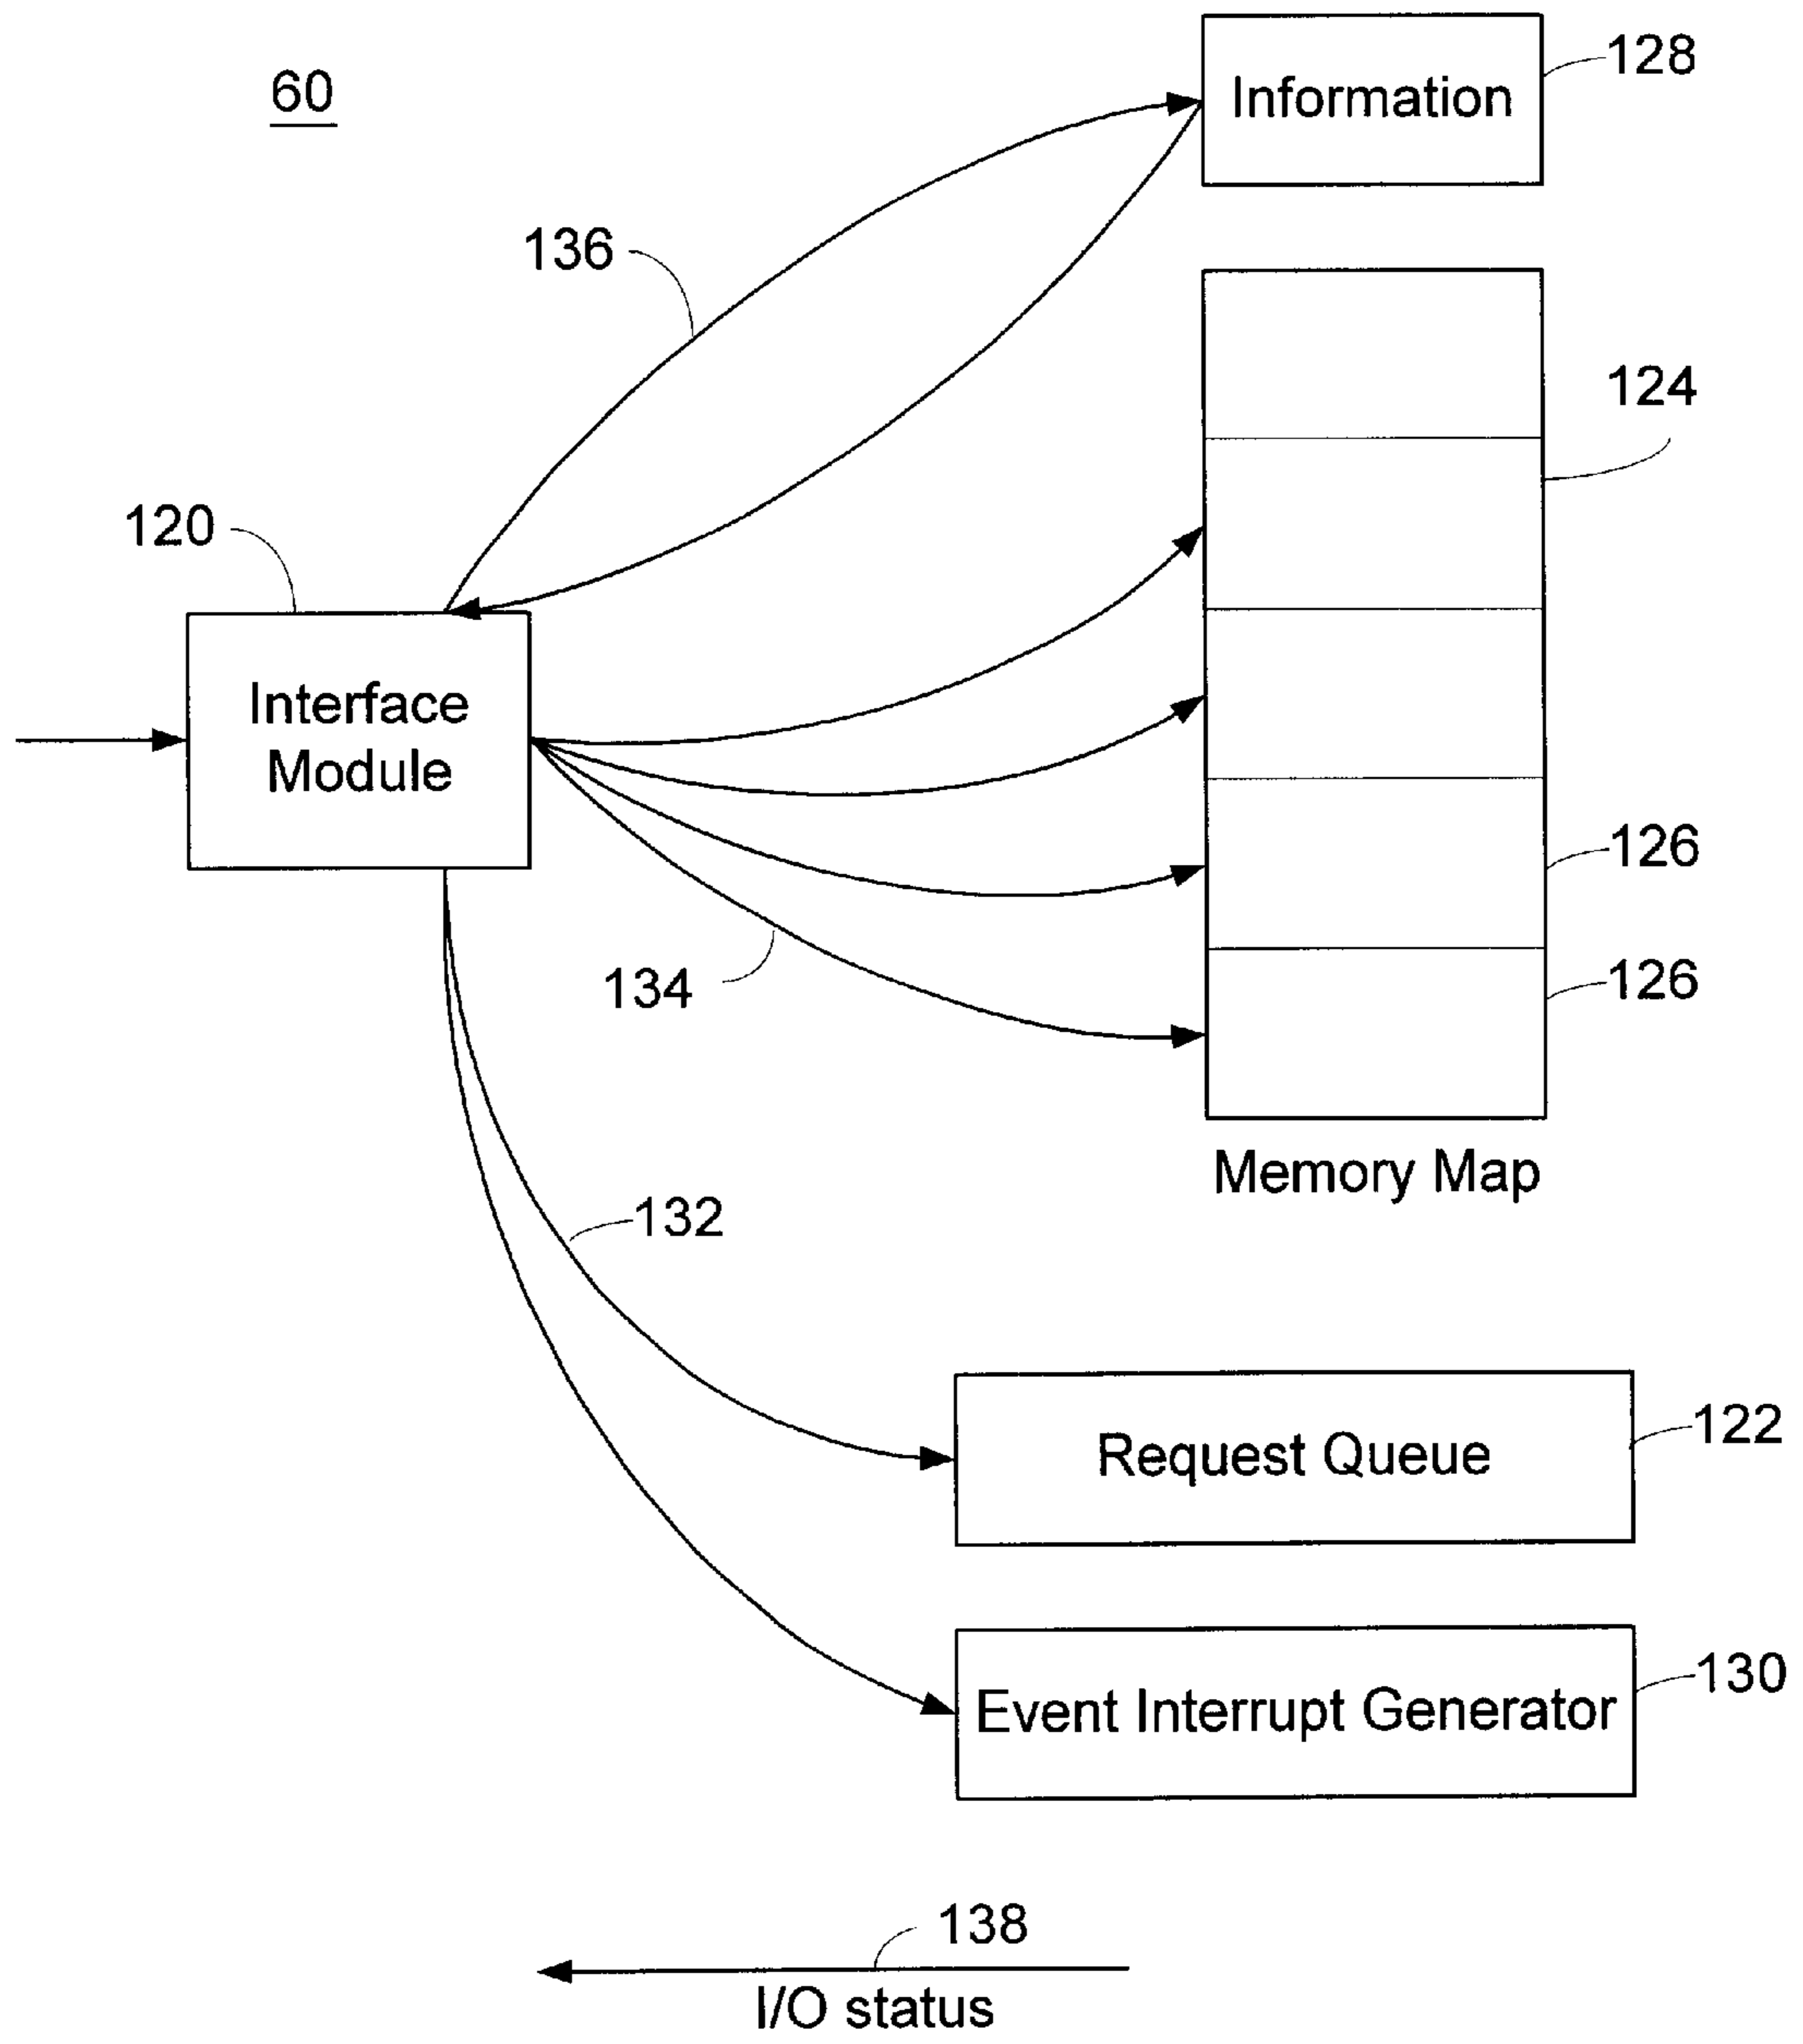 128
60
Information
136
124
120
Interface
Module
126
134
126
Memory Map
132
122
Request Queue
130
Event Interrupt Generator
138
I/O status